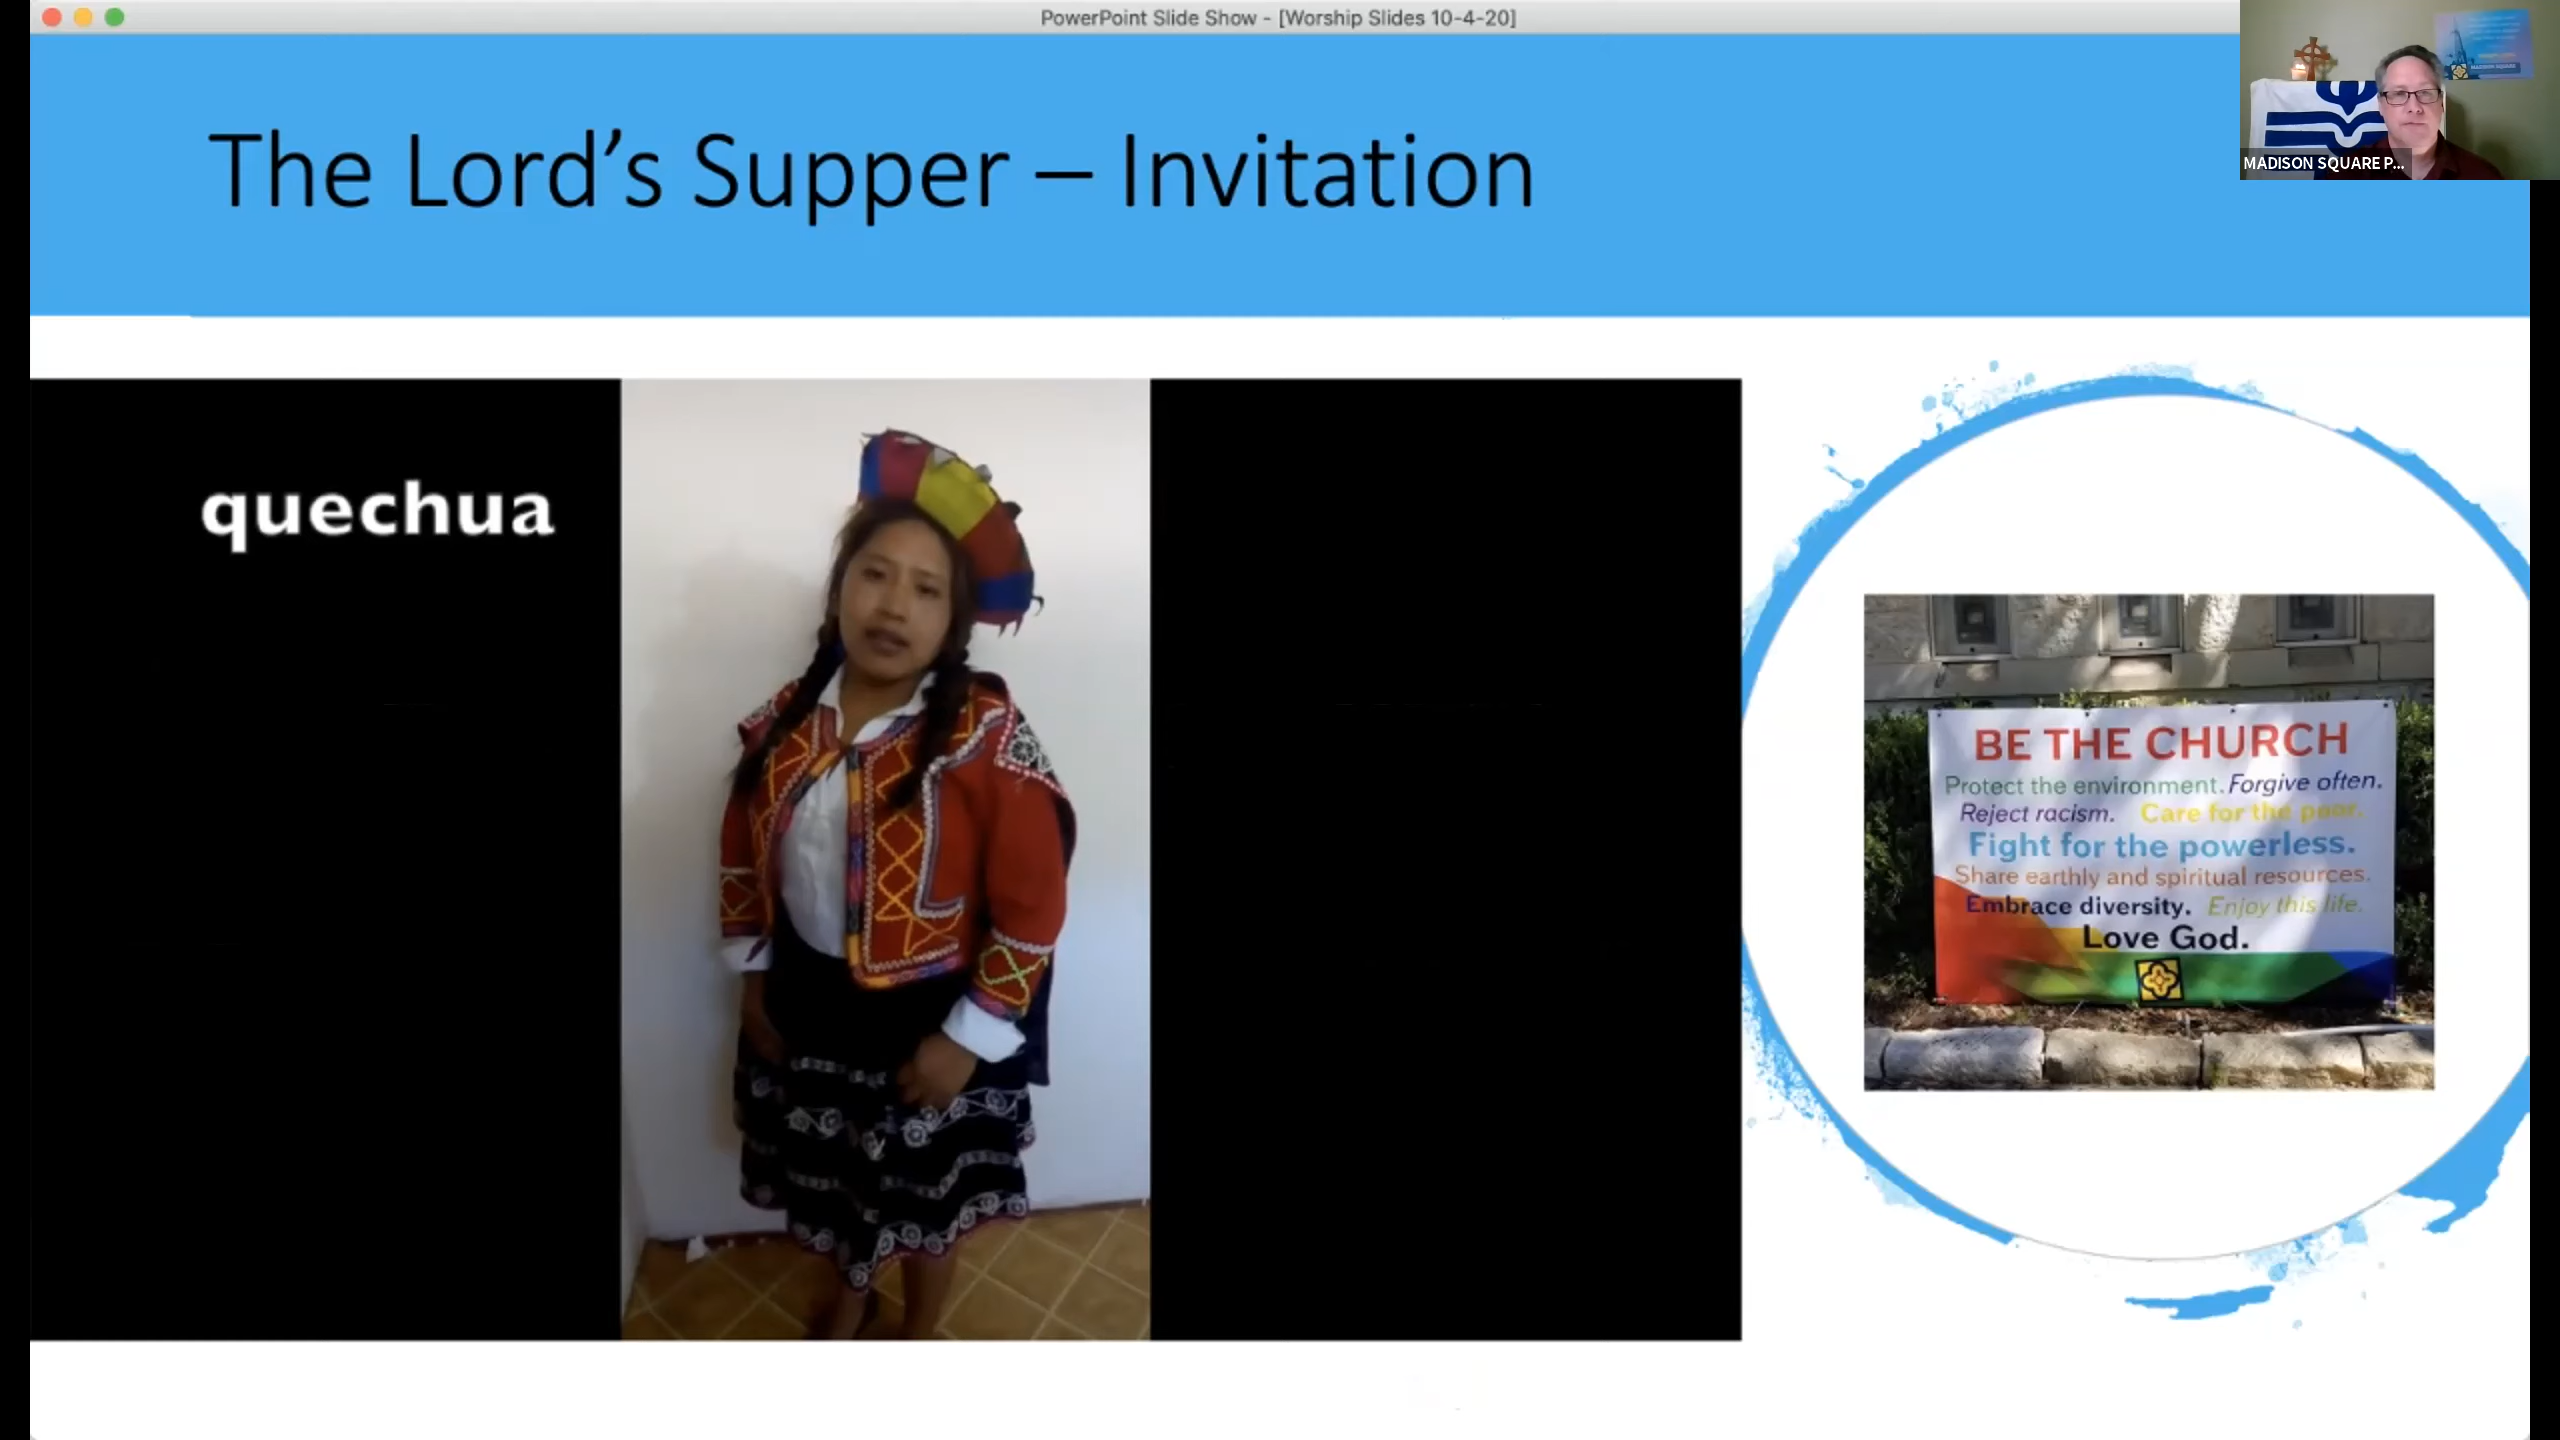 PowerPoint Slide Show - [Worship Slides 10-4-20]
MADISON SQUARE P...
The Lord's Supper – Invitation
quechua
BE THE CHURCH
Protect the environment. Forgive often.
Reject racism. Care for the poor.
Fight for the powerless.
Share earthly and spiritual resources.
Embrace diversity. Enjoy this life.
Love God.